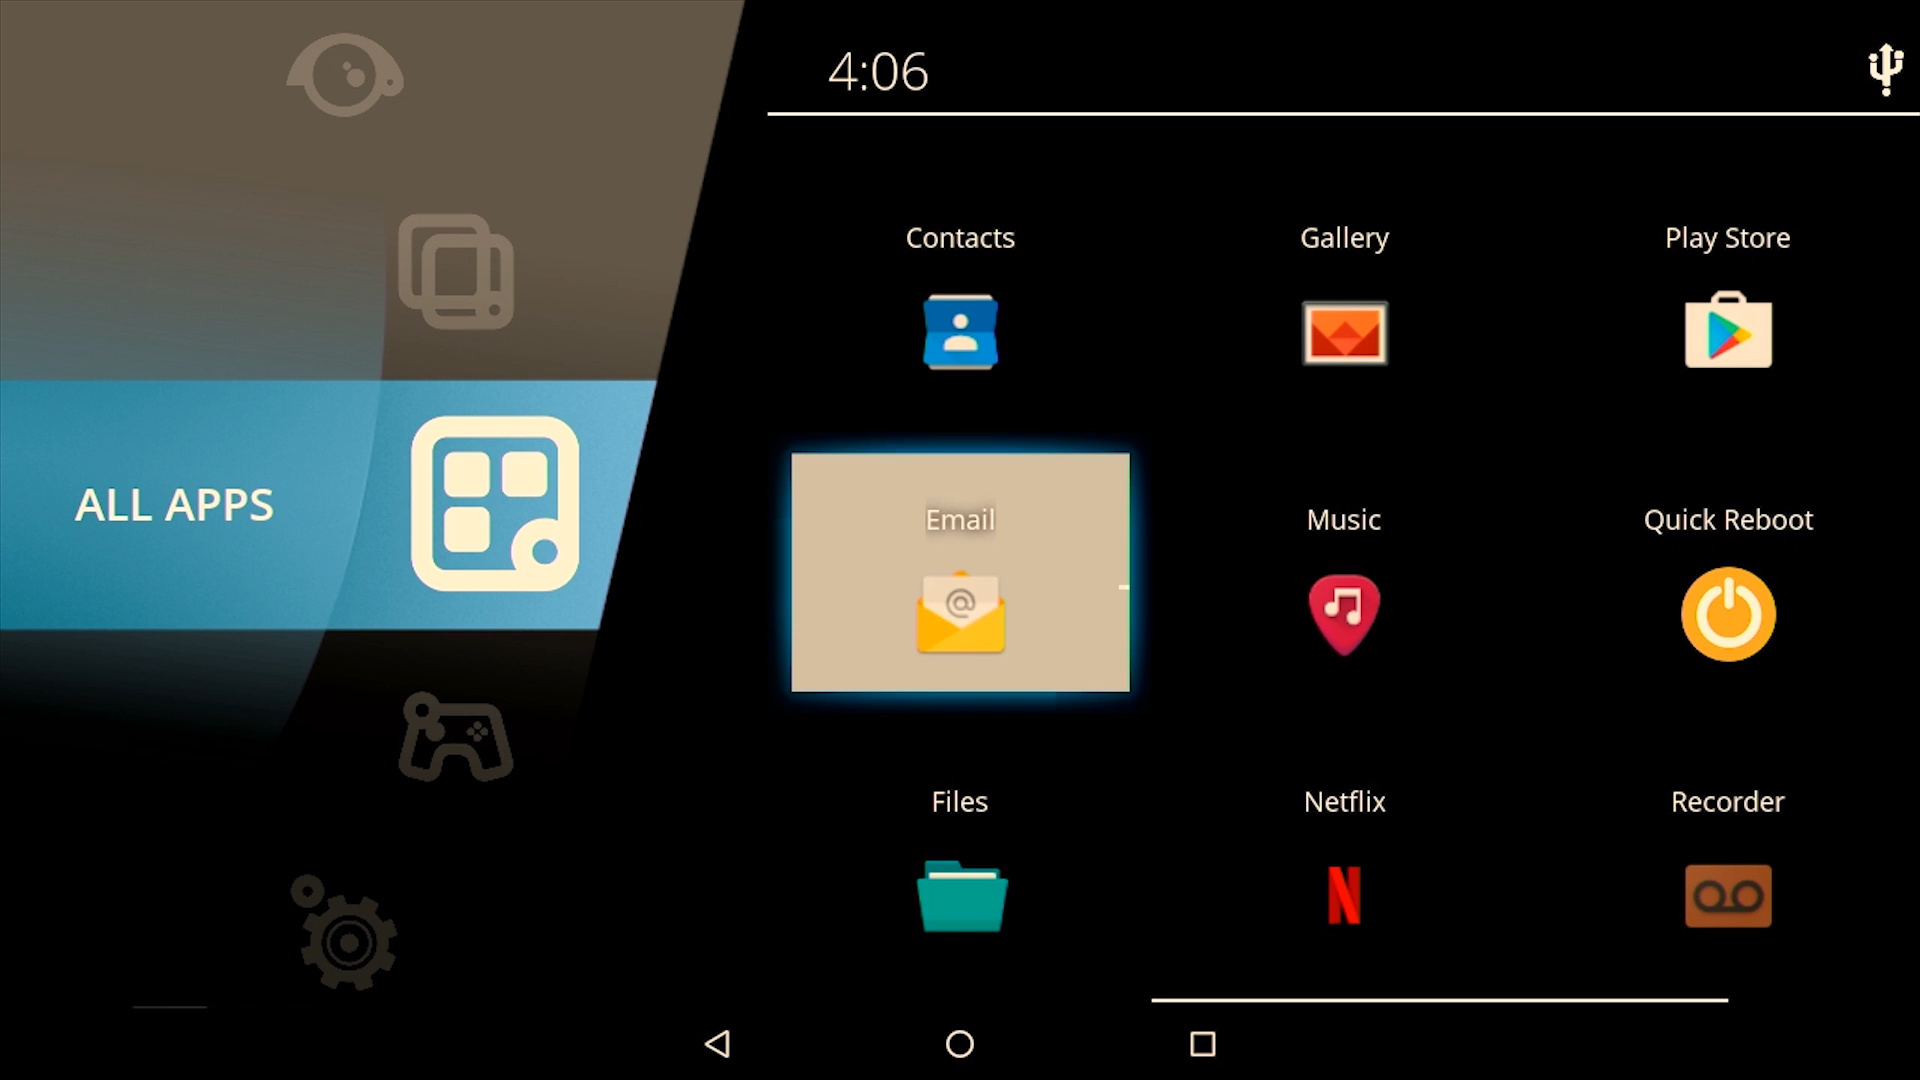 4:06
Contacts
Gallery
Play Store
ALL APPS
Email
Music
Quick Reboot
Files
Netflix
Recorder